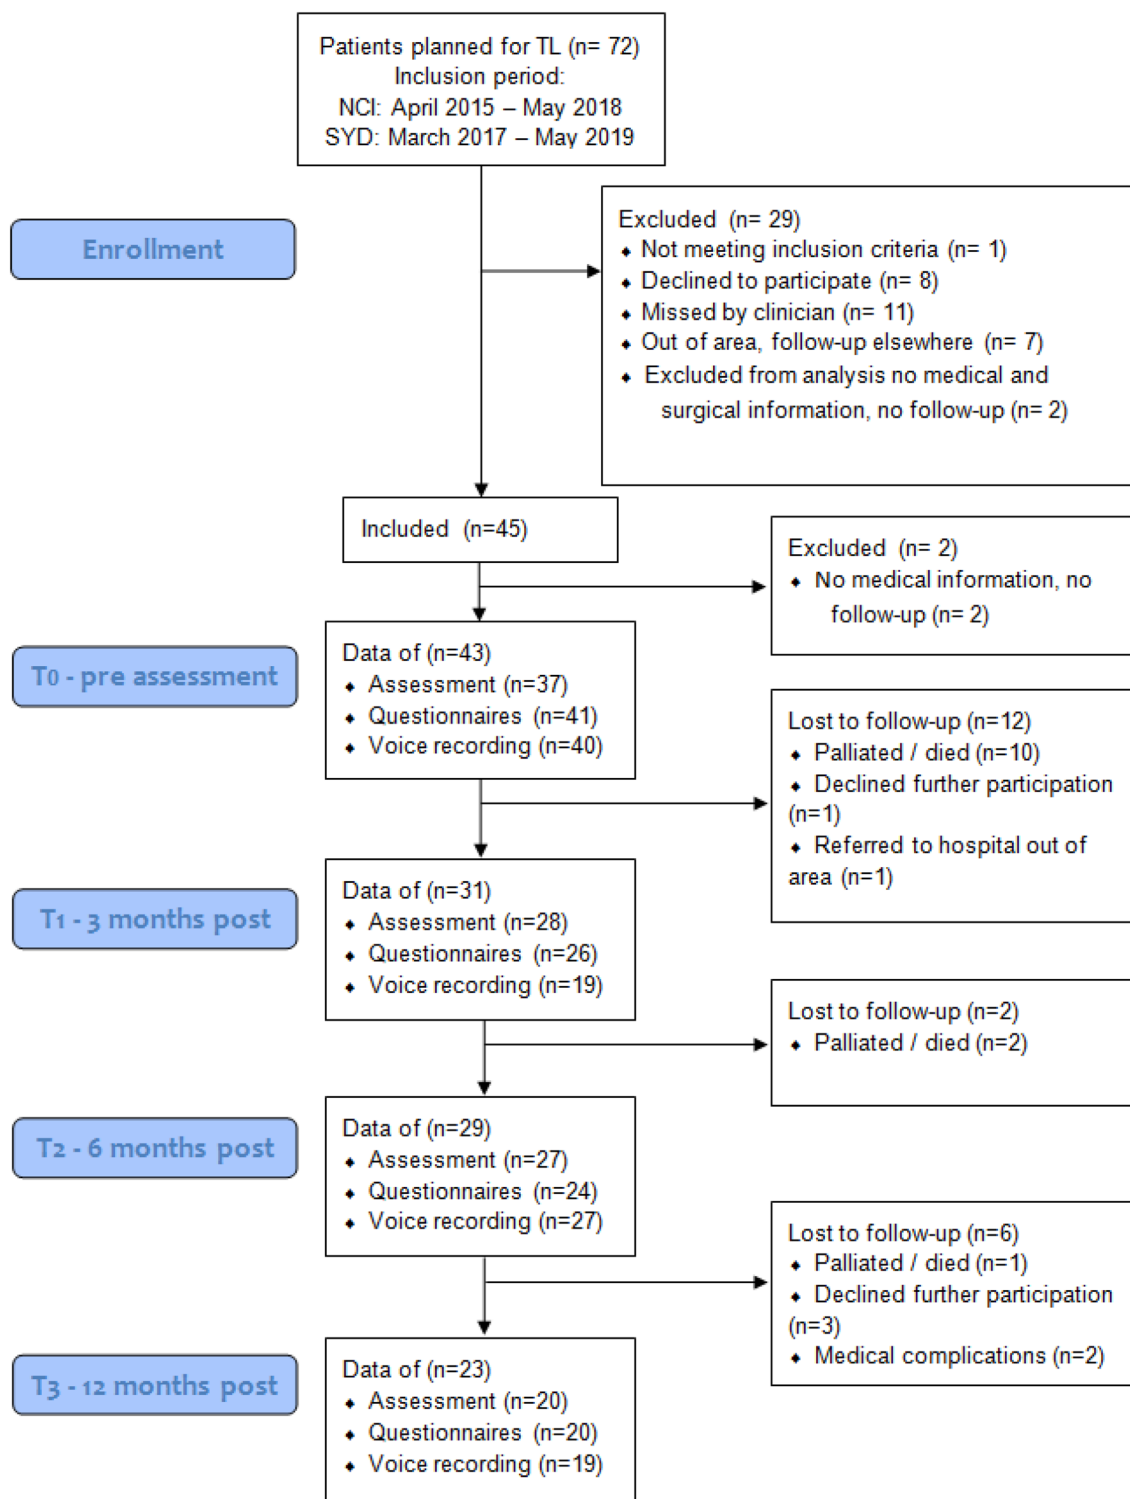 Patients planned for TL (n= 72)
Inclusion period:
NCI: April 2015 – May 2018
SYD: March 2017 – May 2019
Enrollment
Excluded (n= 29)
⬥ Not meeting inclusion criteria (n= 1)
⬥ Declined to participate (n= 8)
⬥ Missed by clinician (n= 11)
⬥ Out of area, follow-up elsewhere (n= 7)
⬥ Excluded from analysis no medical and
surgical information, no follow-up (n= 2)
Included (n=45)
Excluded (n= 2)
⬥ No medical information, no
follow-up (n= 2)
T0 - pre assessment
Data of (n=43)
⬥ Assessment (n=37)
⬥ Questionnaires (n=41)
⬥ Voice recording (n=40)
Lost to follow-up (n=12)
⬥ Palliated / died (n=10)
⬥ Declined further participation
(n=1)
⬥ Referred to hospital out of
area (n=1)
T1 - 3 months post
Data of (n=31)
⬥ Assessment (n=28)
⬥ Questionnaires (n=26)
⬥ Voice recording (n=19)
Lost to follow-up (n=2)
⬥ Palliated / died (n=2)
T2 - 6 months post
Data of (n=29)
⬥ Assessment (n=27)
⬥ Questionnaires (n=24)
⬥ Voice recording (n=27)
Lost to follow-up (n=6)
⬥ Palliated / died (n=1)
⬥ Declined further participation
(n=3)
⬥ Medical complications (n=2)
T3 - 12 months post
Data of (n=23)
⬥ Assessment (n=20)
⬥ Questionnaires (n=20)
⬥ Voice recording (n=19)